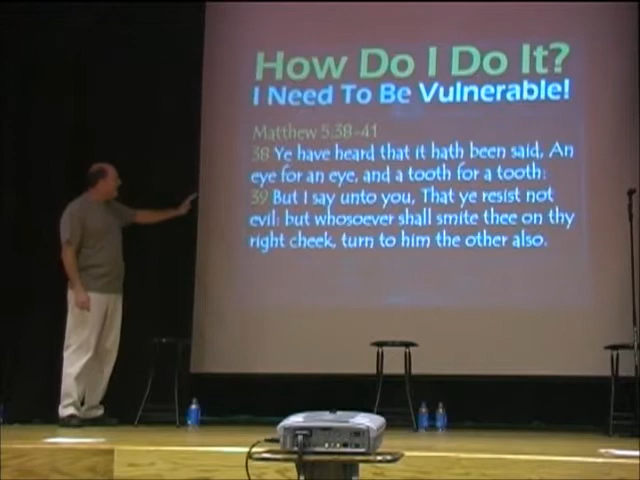 How Do I Do It?
I Need To Be Vulnerable!
Matthew 5:38-41
38 Ye have heard that it hath been said, An
eye for an eye, and a tooth for a tooth:
39 But I say unto you, That ye resist not
evil: but whosoever shall smite thee on thy
right cheek, turn to him the other also.